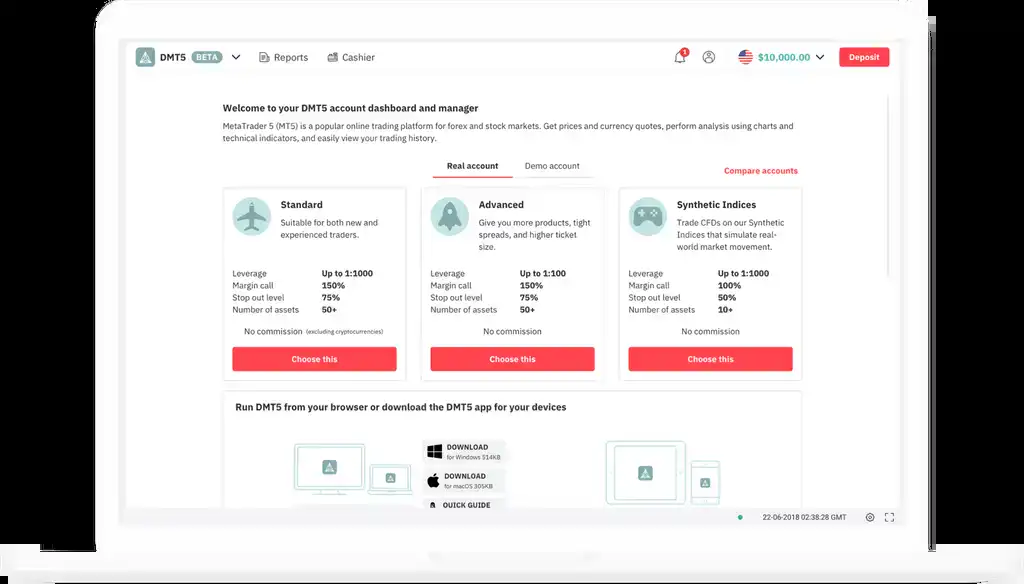 DMT5 BETA Reports Cashier 1 $10,000.00 Deposit
Welcome to your DMT5 account dashboard and manager
MetaTrader 5 (MT5) is a popular online trading platform for forex and stock markets. Get prices and currency quotes, perform analysis using charts and
technical indicators, and easily view your trading history.
Real account Demo account
Compare accounts
Standard
Suitable for both new and
experienced traders.
Leverage Up to 1:1000
Margin call 150%
Stop out level 75%
Number of assets 50+
No commission (excluding cryptocurrencies)
Choose this
Advanced
Give you more products, tight
spreads, and higher ticket
size.
Leverage Up to 1:100
Margin call 150%
Stop out level 75%
Number of assets 50+
No commission
Choose this
Synthetic Indices
Trade CFDs on our Synthetic
Indices that simulate real-
world market movement.
Leverage Up to 1:1000
Margin call 100%
Stop out level 50%
Number of assets 10+
No commission
Choose this
Run DMT5 from your browser or download the DMT5 app for your devices
DOWNLOAD
for Windows 514KB
DOWNLOAD
for macOS 305KB
QUICK GUIDE
22-06-2018 02:38:28 GMT